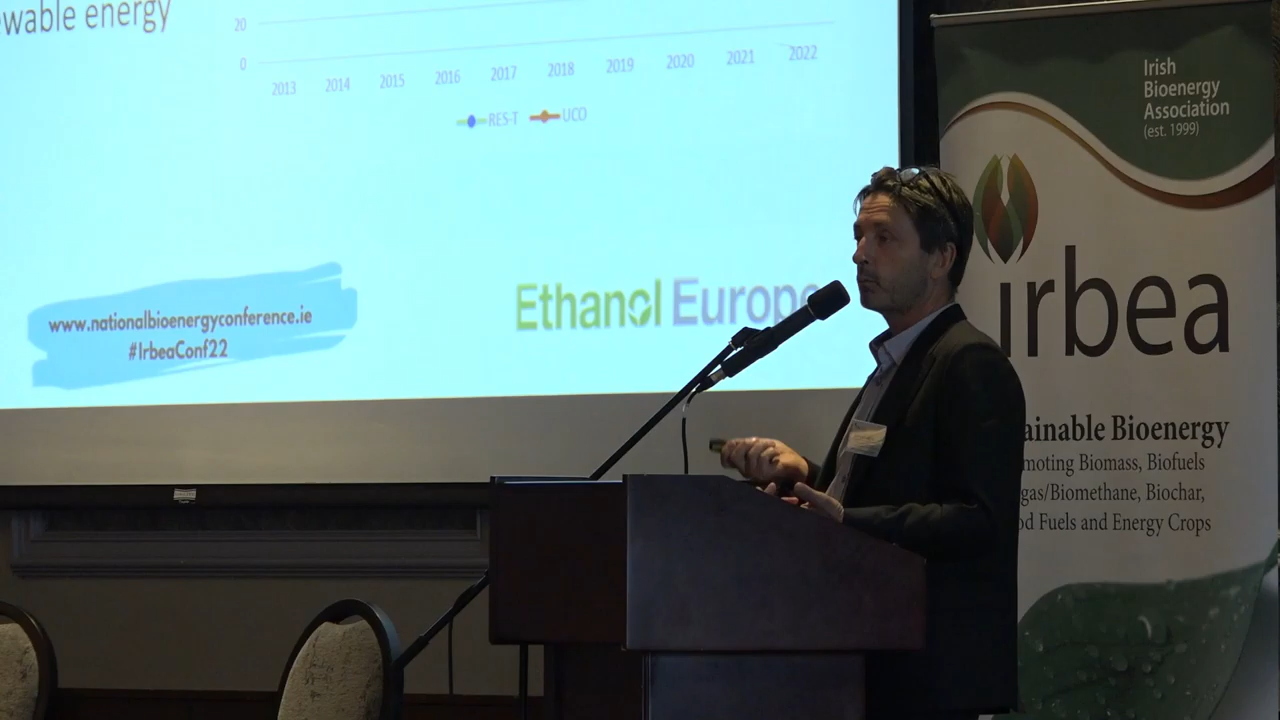 ewable energy
20
0
2013 2014 2015 2016 2017 2018 2019 2020 2021 2022
RES-T UCO
www.nationalbioenergyconference.ie
#IrbeaConf22
Ethanol Europe
Irish
Bioenergy
Association
(est. 1999)
irbea
ainable Bioenergy
moting Biomass, Biofuels
gas/Biomethane, Biochar,
od Fuels and Energy Crops